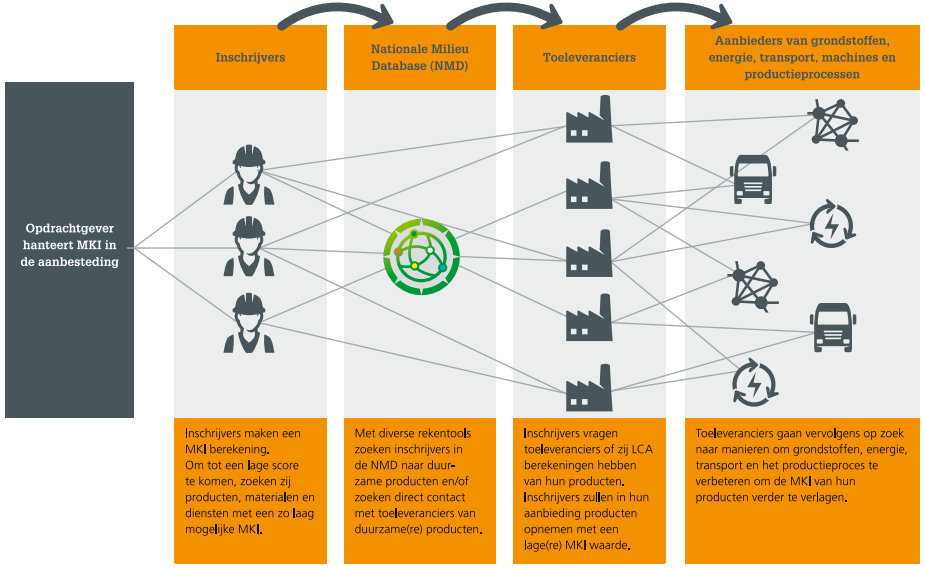 Opdrachtgever
hanteert MKI in
de aanbesteding
Inschrijvers
Nationale Milieu
Database (NMD)
Toeleveranciers
Aanbieders van grondstoffen,
energie, transport, machines en
productieprocessen
Inschrijvers maken een
MKI berekening.
Om tot een lage score
te komen, zoeken zij
producten, materialen en
diensten met een zo laag
mogelijke MKI.
Met diverse rekentools
zoeken inschrijvers in
de NMD naar duur-
zame producten en/of
zoeken direct contact
met toeleveranciers van
duurzame(re) producten.
Inschrijvers vragen
toeleveranciers of zij LCA
berekeningen hebben
van hun producten.
Inschrijvers zullen in hun
aanbieding producten
opnemen met een
lage(re) MKI waarde.
Toeleveranciers gaan vervolgens op zoek
naar manieren om grondstoffen, energie,
transport en het productieproces te
verbeteren om de MKI van hun
producten verder te verlagen.